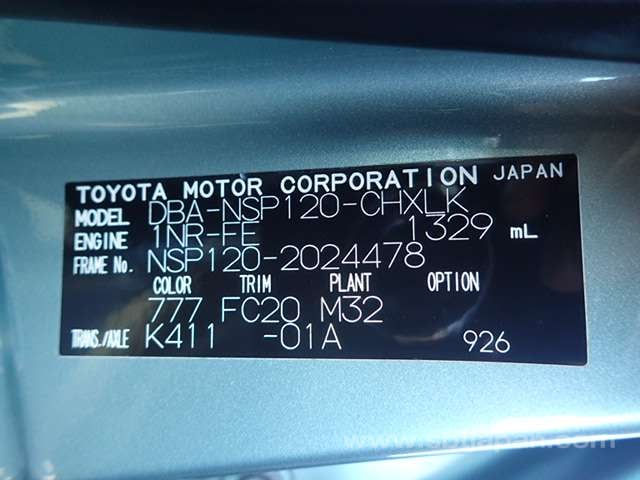 TOYOTA MOTOR CORPORATION JAPAN
MODEL DBA-NSP120-CHXLK
ENGINE 1NR-FE 1329 mL
FRAME No. NSP120-2024478
COLOR TRIM PLANT OPTION
777 FC20 M32
TRANS./AXLE K411 -01A 926